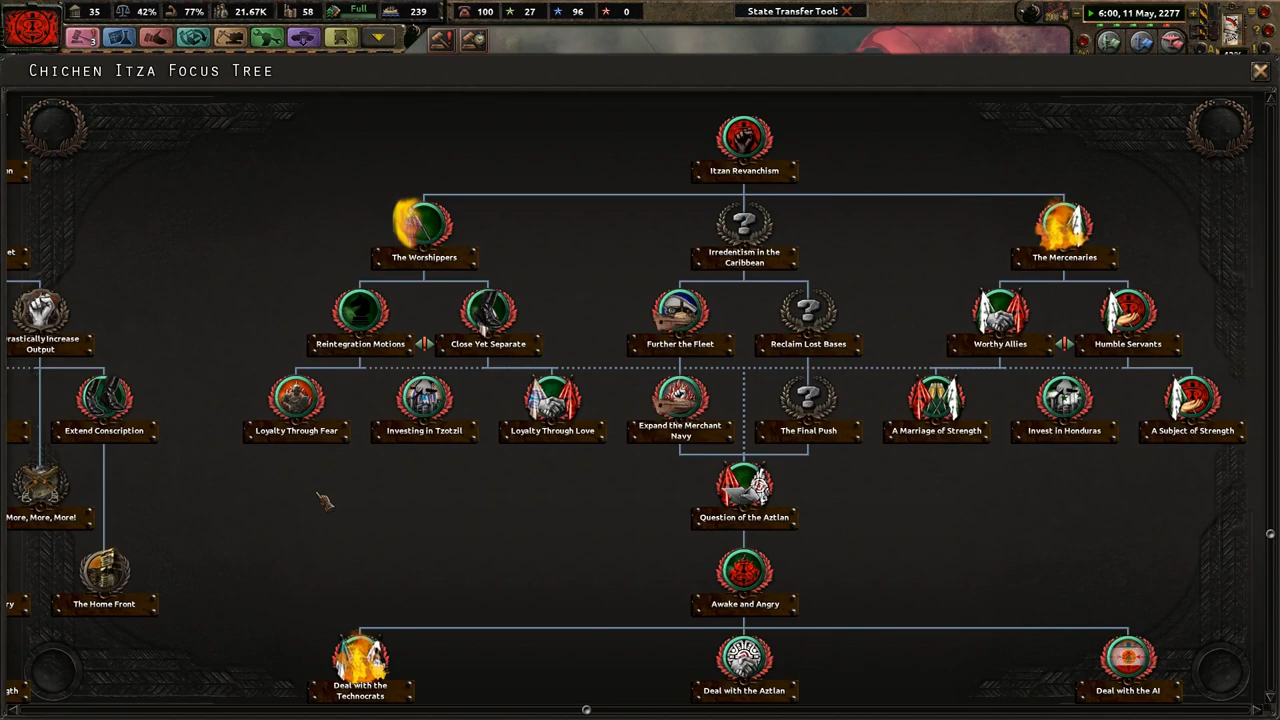 35 42% 77% 21.67K 58 Full 239 100 27 96 0 State Transfer Tool: 6:00, 11 May, 2277
3
CHICHEN ITZA FOCUS TREE
Itzan Revanchism
The Worshippers
Irredentism in the
Caribbean
The Mercenaries
Drastically Increase
Output
Reintegration Motions
Close Yet Separate
Further the Fleet
Reclaim Lost Bases
Worthy Allies
Humble Servants
Extend Conscription
Loyalty Through Fear
Investing in Tzotzil
Loyalty Through Love
Expand the Merchant
Navy
The Final Push
A Marriage of Strength
Invest in Honduras
A Subject of Strength
More, More, More!
Question of the Aztlan
The Home Front
Awake and Angry
Deal with the
Technocrats
Deal with the Aztlan
Deal with the AI